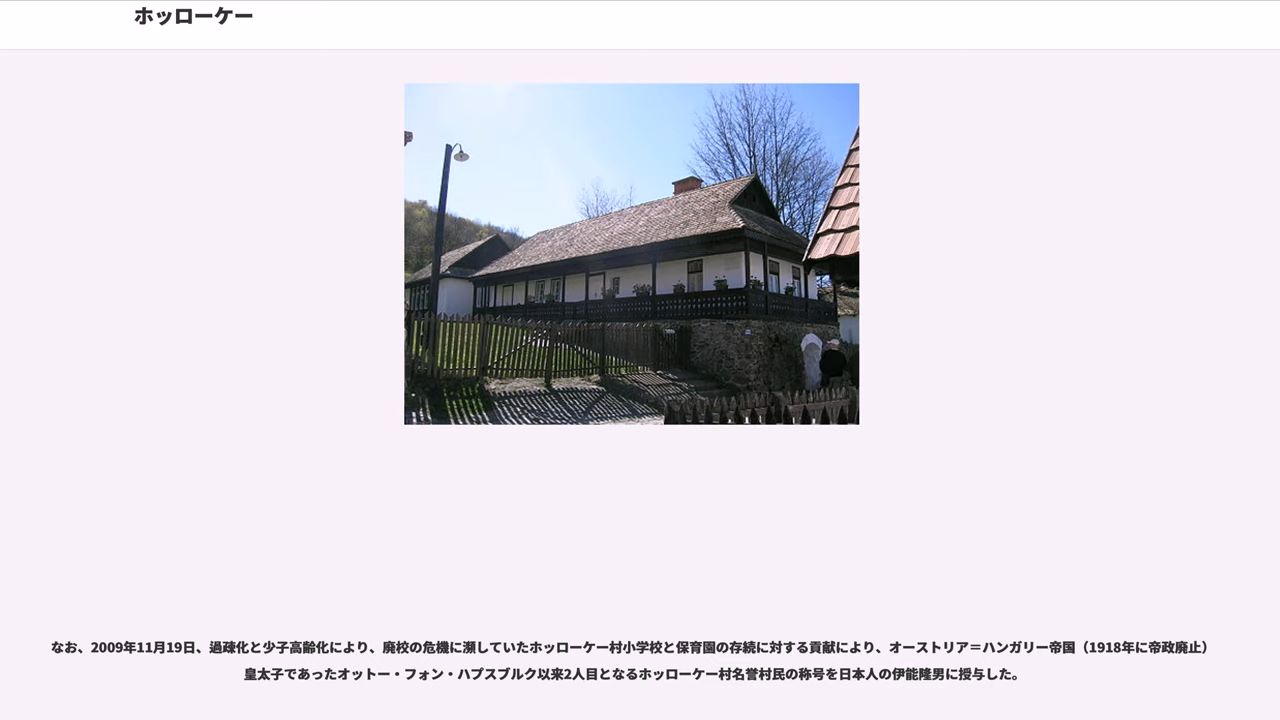 ホッローケー
なお、2009年11月19日、過疎化と少子高齢化により、廃校の危機に瀕していたホッローケー村小学校と保育園の存続に対する貢献により、オーストリア＝ハンガリー帝国（1918年に帝政廃止）
皇太子であったオットー・フォン・ハプスブルク以来2人目となるホッローケー村名誉村民の称号を日本人の伊能隆男に授与した。